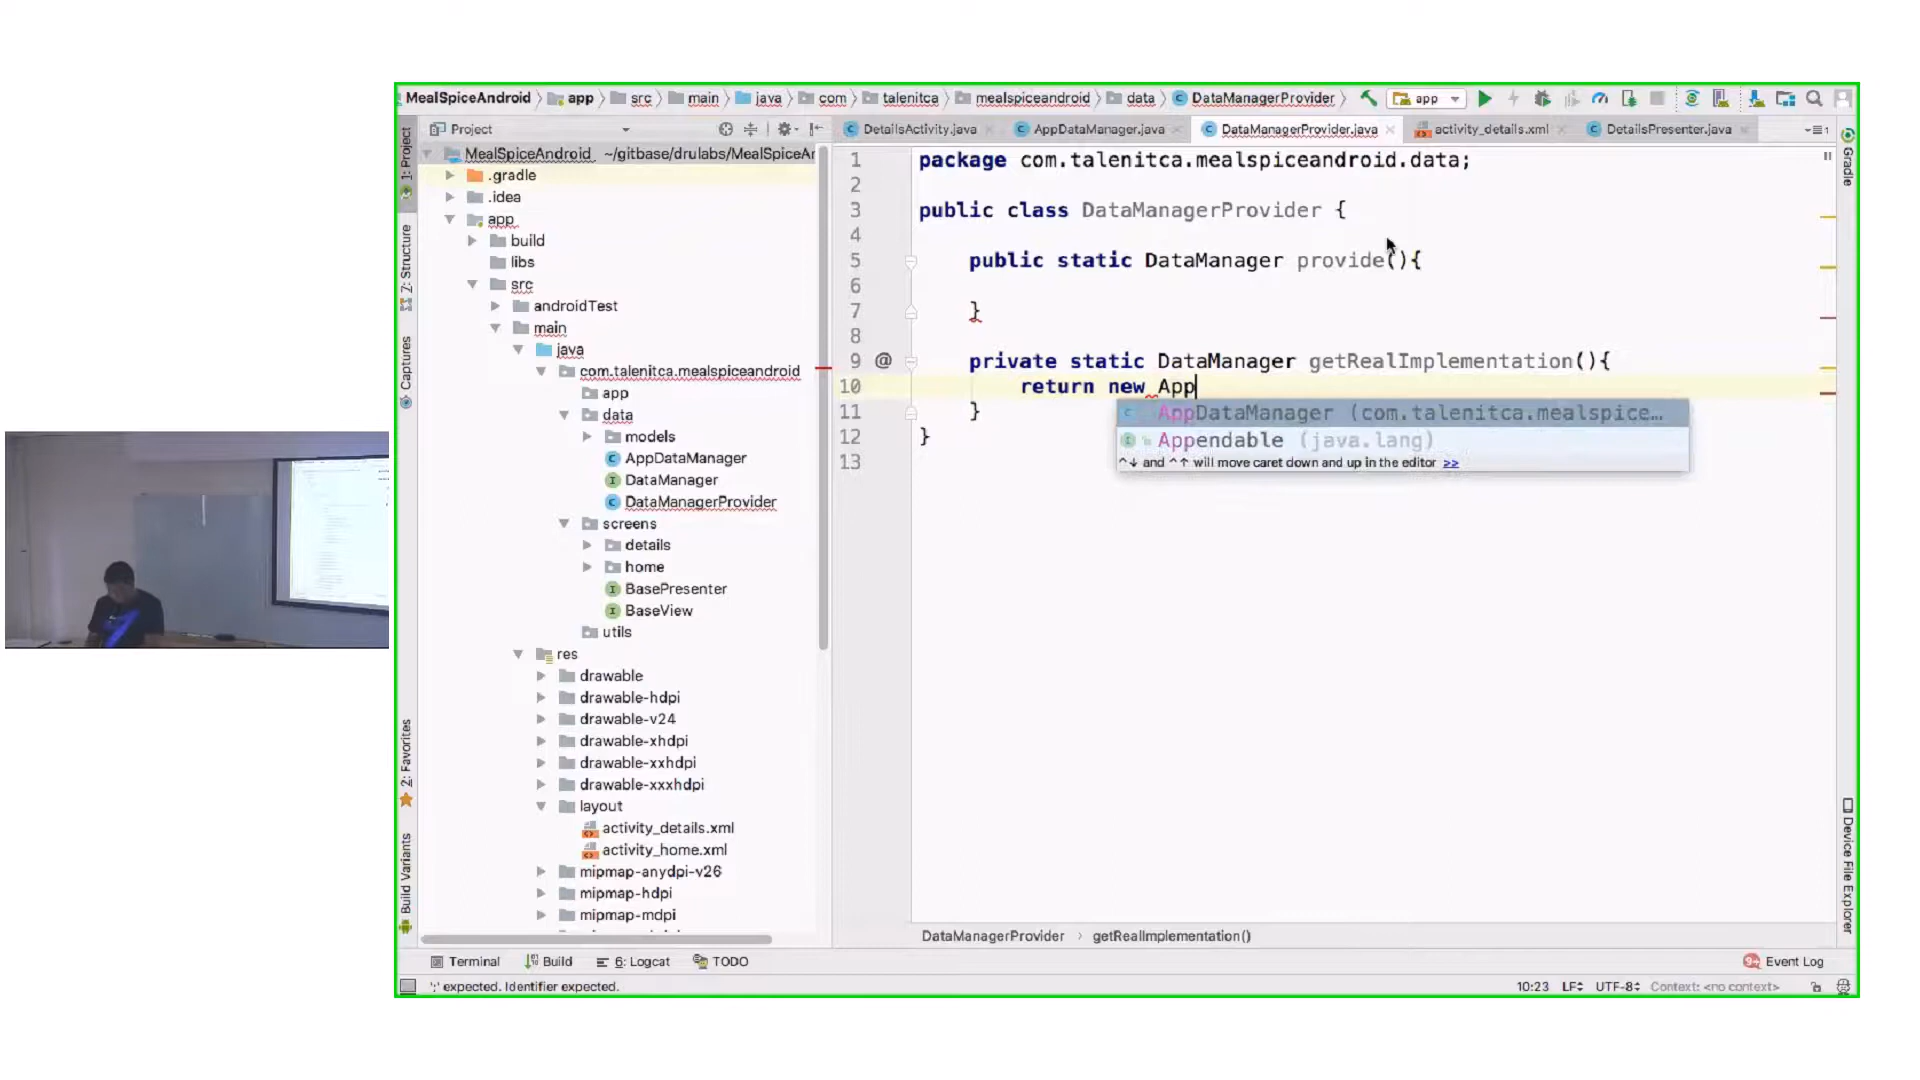 MealSpiceAndroid app src main java com talenitca mealspiceandroid data DataManagerProvider app
Project DetailsActivity.java AppDataManager.java DataManagerProvider.java activity_details.xml DetailsPresenter.java
1: Project
Z: Structure
Captures
2: Favorites
Build Variants
MealSpiceAndroid ~/gitbase/drulabs/MealSpiceAr
.gradle
.idea
app
build
libs
src
androidTest
main
java
com.talenitca.mealspiceandroid
app
data
models
AppDataManager
DataManager
DataManagerProvider
screens
details
home
BasePresenter
BaseView
utils
res
drawable
drawable-hdpi
drawable-v24
drawable-xhdpi
drawable-xxhdpi
drawable-xxxhdpi
layout
activity_details.xml
activity_home.xml
mipmap-anydpi-v26
mipmap-hdpi
mipmap-mdpi
1 package com.talenitca.mealspiceandroid.data;
2
3 public class DataManagerProvider {
4
5 public static DataManager provide(){
6
7 }
8
9 @ private static DataManager getRealImplementation(){
10 return new App
11 }
12 }
13
AppDataManager (com.talenitca.mealspice…
Appendable (java.lang)
^↓ and ^↑ will move caret down and up in the editor >>
Gradle
Device File Explorer
DataManagerProvider › getRealImplementation()
Terminal Build 6: Logcat TODO Event Log
';' expected. Identifier expected. 10:23 LF UTF-8 Context: <no context>